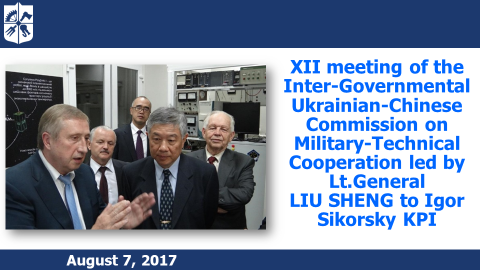 XII meeting of the
Inter-Governmental
Ukrainian-Chinese
Commission on
Military-Technical
Cooperation led by
Lt.General
LIU SHENG to Igor
Sikorsky KPI
August 7, 2017